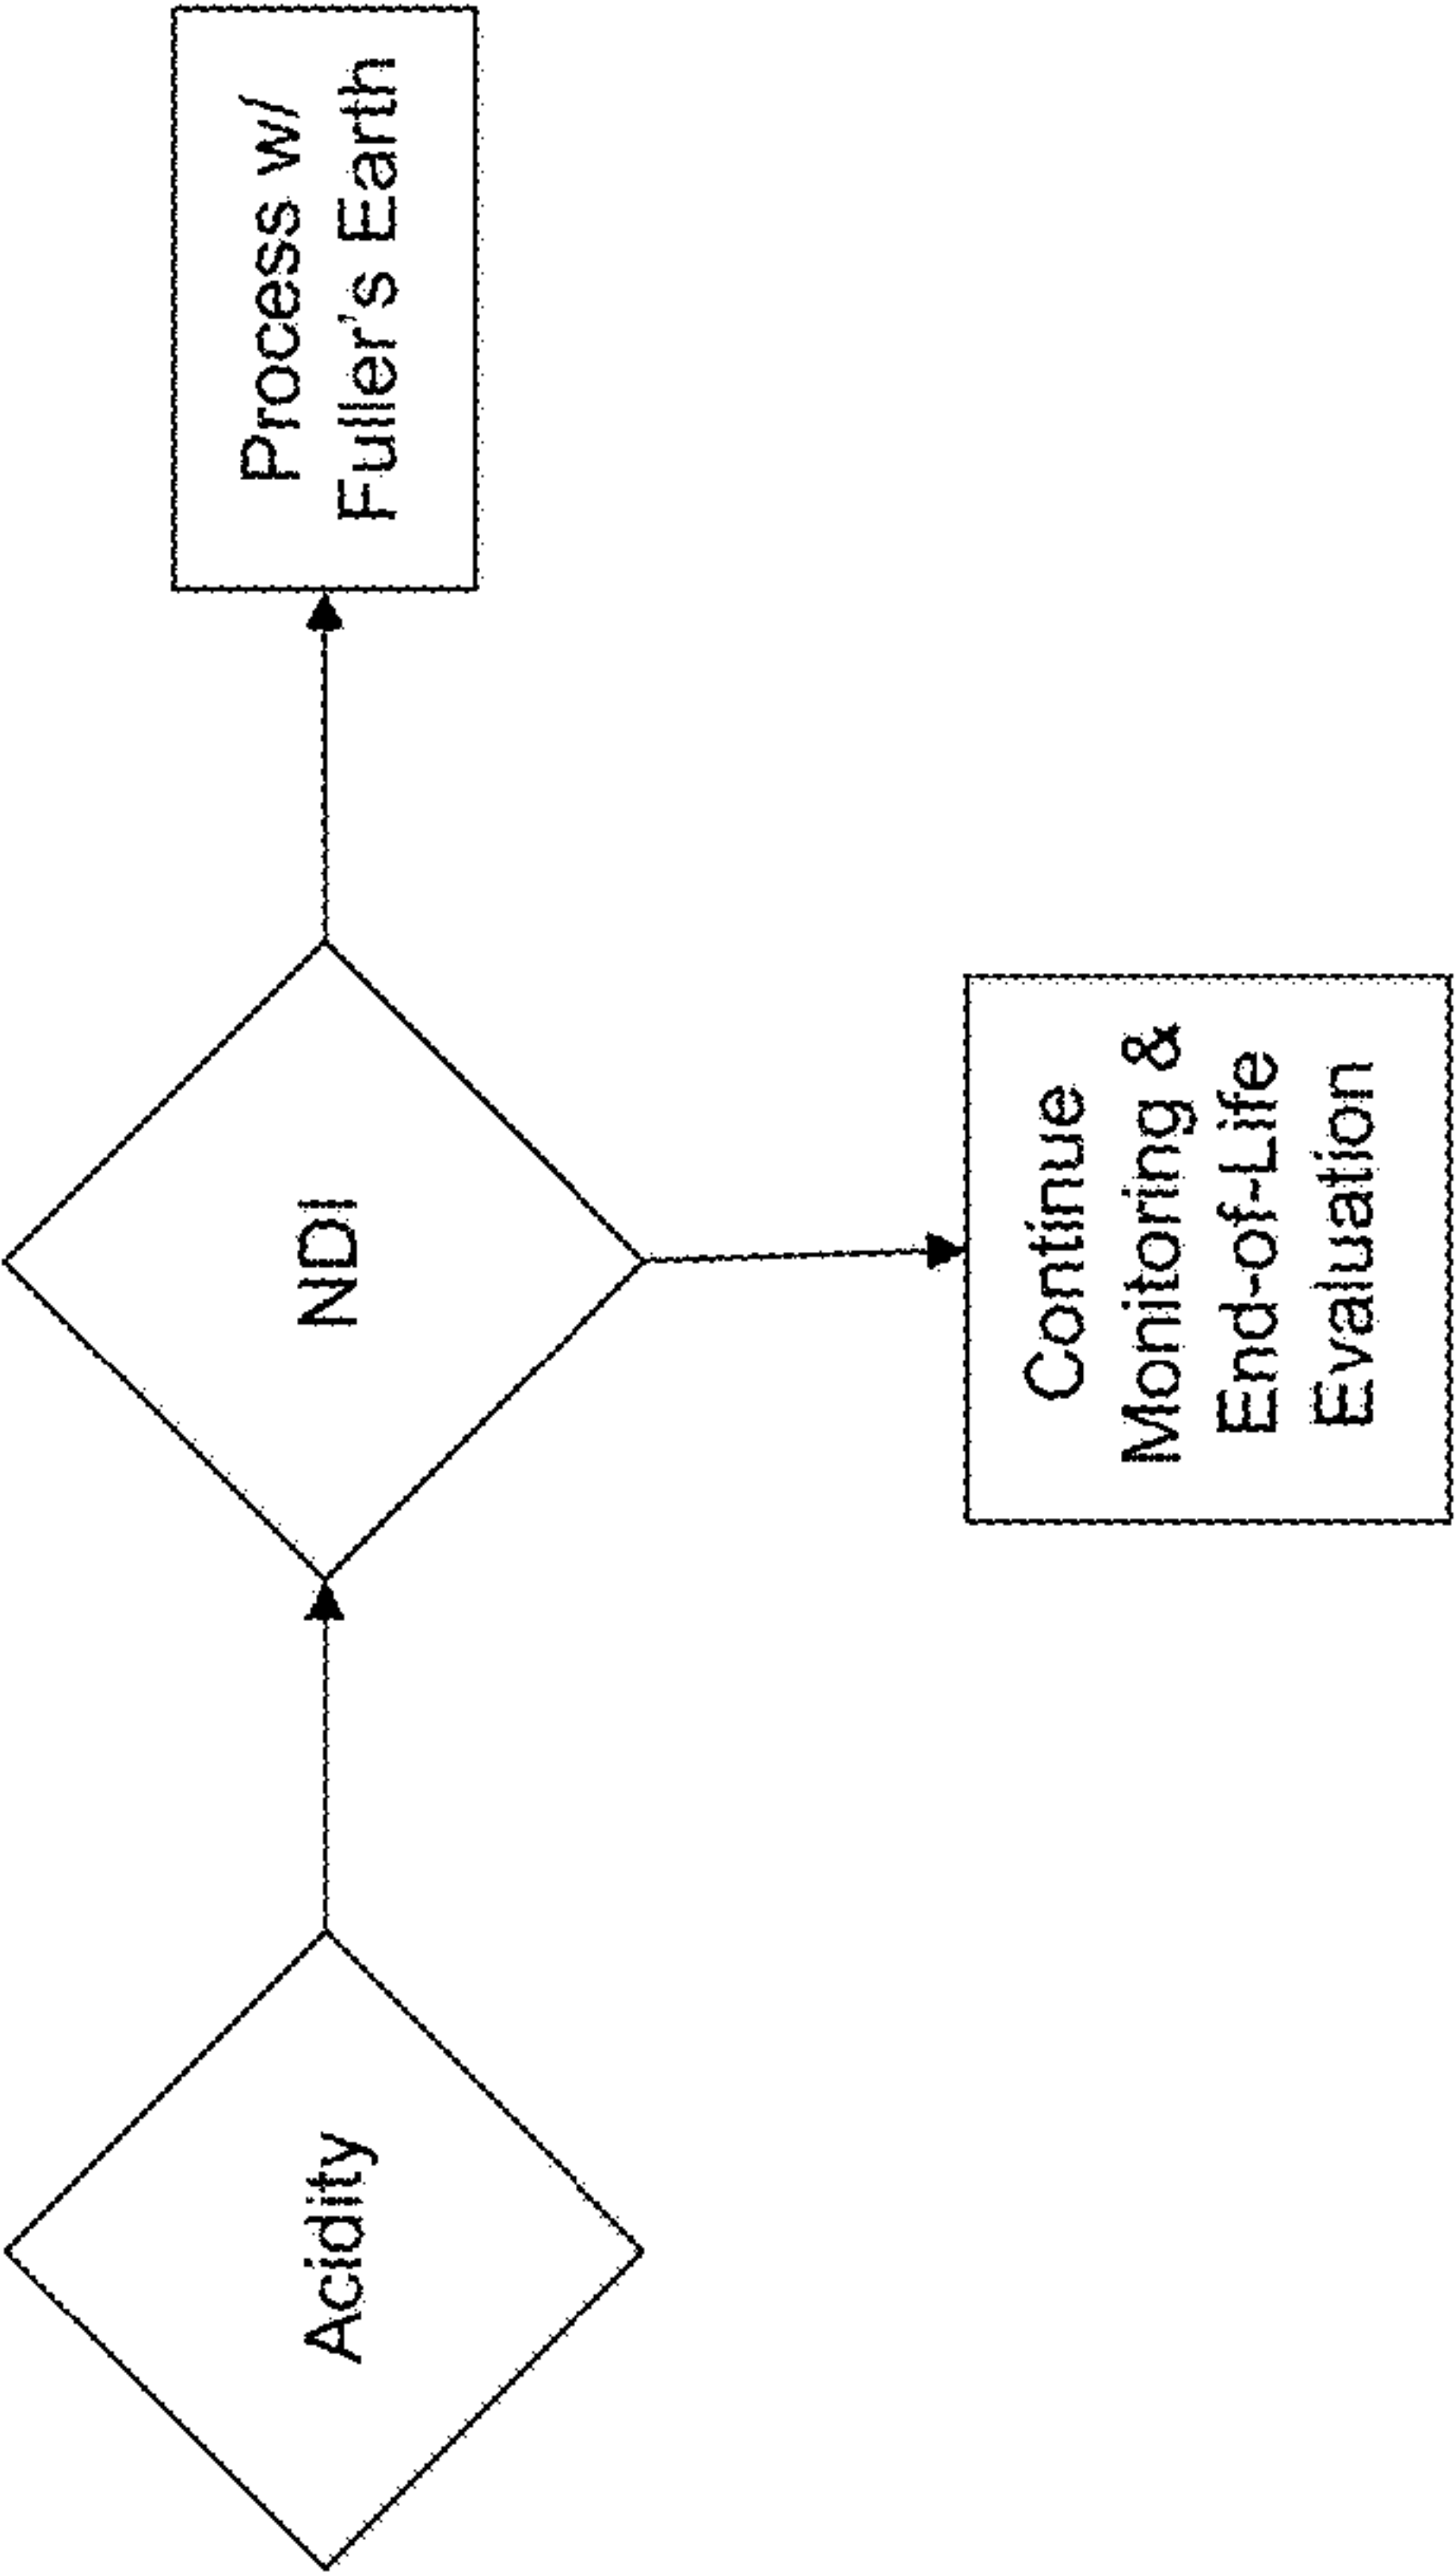 Acidity
NDI
Process w/
Fuller's Earth
Continue
Monitoring &
End-of-Life
Evaluation